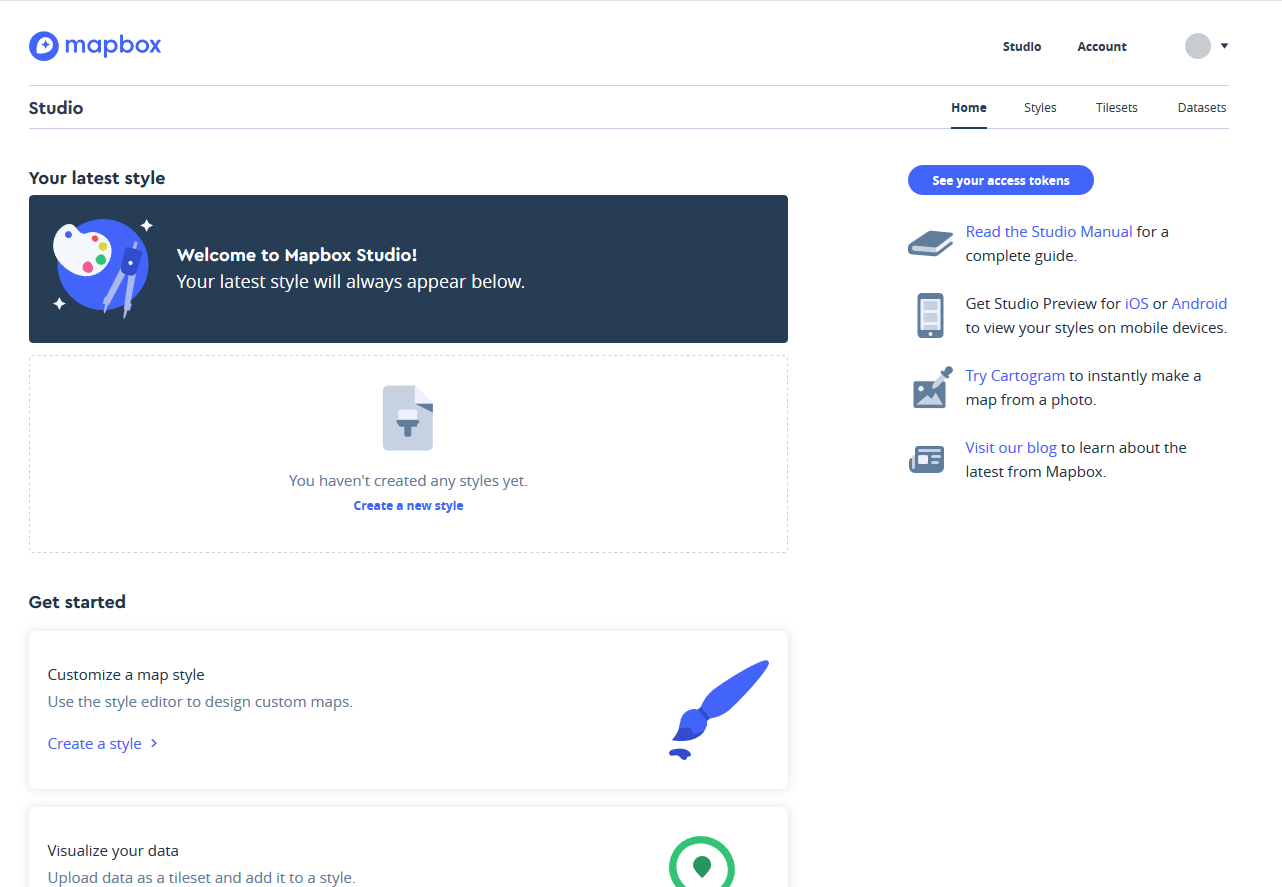 mapbox
Studio
Account
Studio
Home
Styles
Tilesets
Datasets
Your latest style
Welcome to Mapbox Studio!
Your latest style will always appear below.
You haven't created any styles yet.
Create a new style
See your access tokens
Read the Studio Manual for a
complete guide.
Get Studio Preview for iOS or Android
to view your styles on mobile devices.
Try Cartogram to instantly make a
map from a photo.
Visit our blog to learn about the
latest from Mapbox.
Get started
Customize a map style
Use the style editor to design custom maps.
Create a style
Visualize your data
Upload data as a tileset and add it to a style.